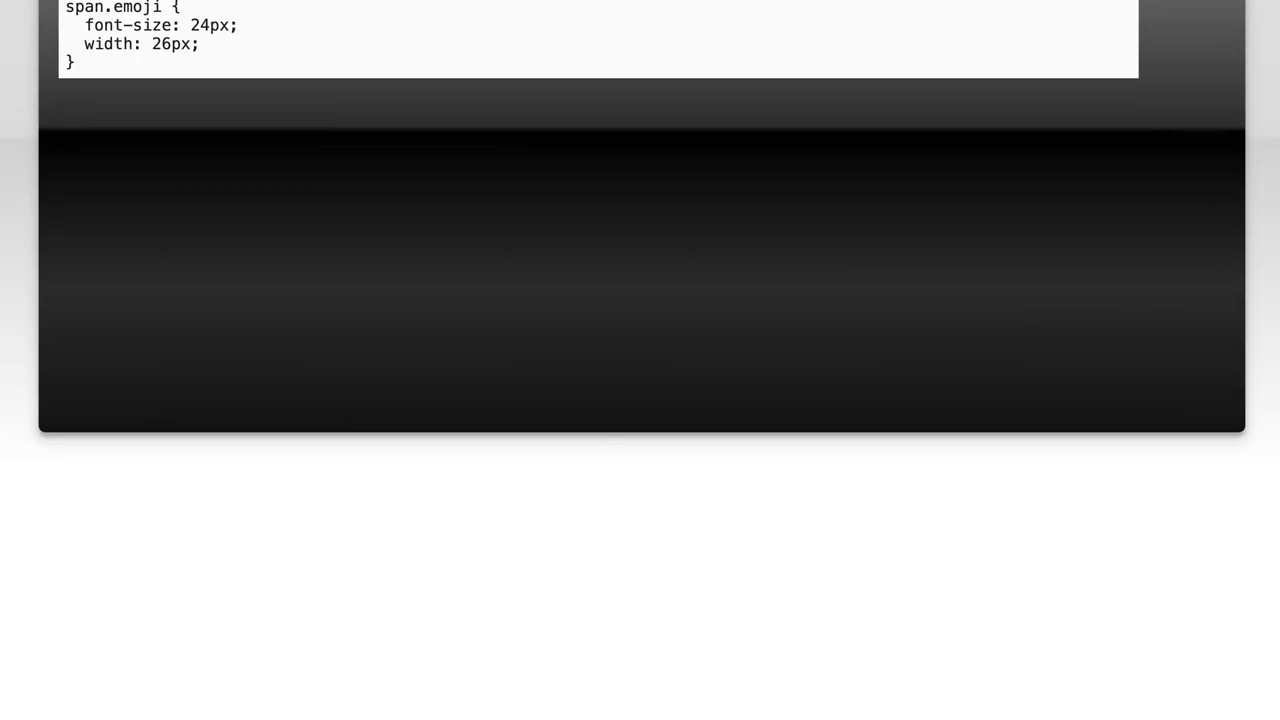 span.emoji {
  font-size: 24px;
  width: 26px;
}